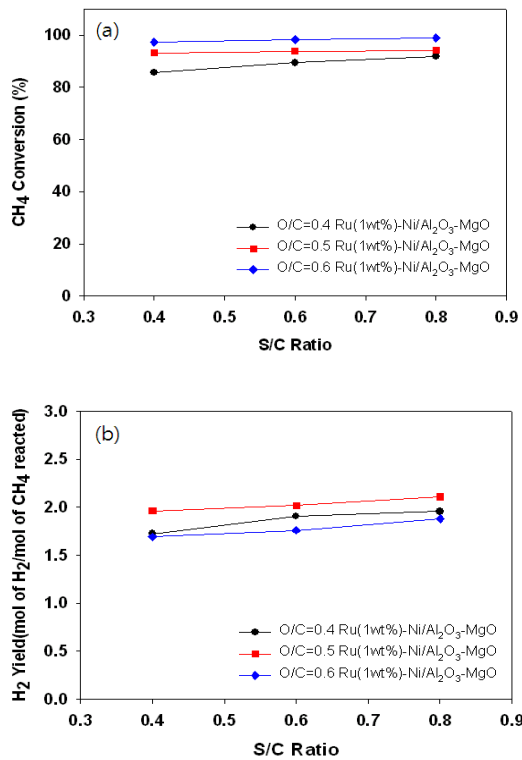 (a)
CH₄ Conversion (%)
100
80
60
40
20
0
O/C=0.4 Ru(1wt%)-Ni/Al₂O₃-MgO
O/C=0.5 Ru(1wt%)-Ni/Al₂O₃-MgO
O/C=0.6 Ru(1wt%)-Ni/Al₂O₃-MgO
0.3 0.4 0.5 0.6 0.7 0.8 0.9
S/C Ratio
(b)
H₂ Yield(mol of H₂/mol of CH₄ reacted)
3.0
2.5
2.0
1.5
1.0
0.5
0.0
O/C=0.4 Ru(1wt%)-Ni/Al₂O₃-MgO
O/C=0.5 Ru(1wt%)-Ni/Al₂O₃-MgO
O/C=0.6 Ru(1wt%)-Ni/Al₂O₃-MgO
0.3 0.4 0.5 0.6 0.7 0.8 0.9
S/C Ratio